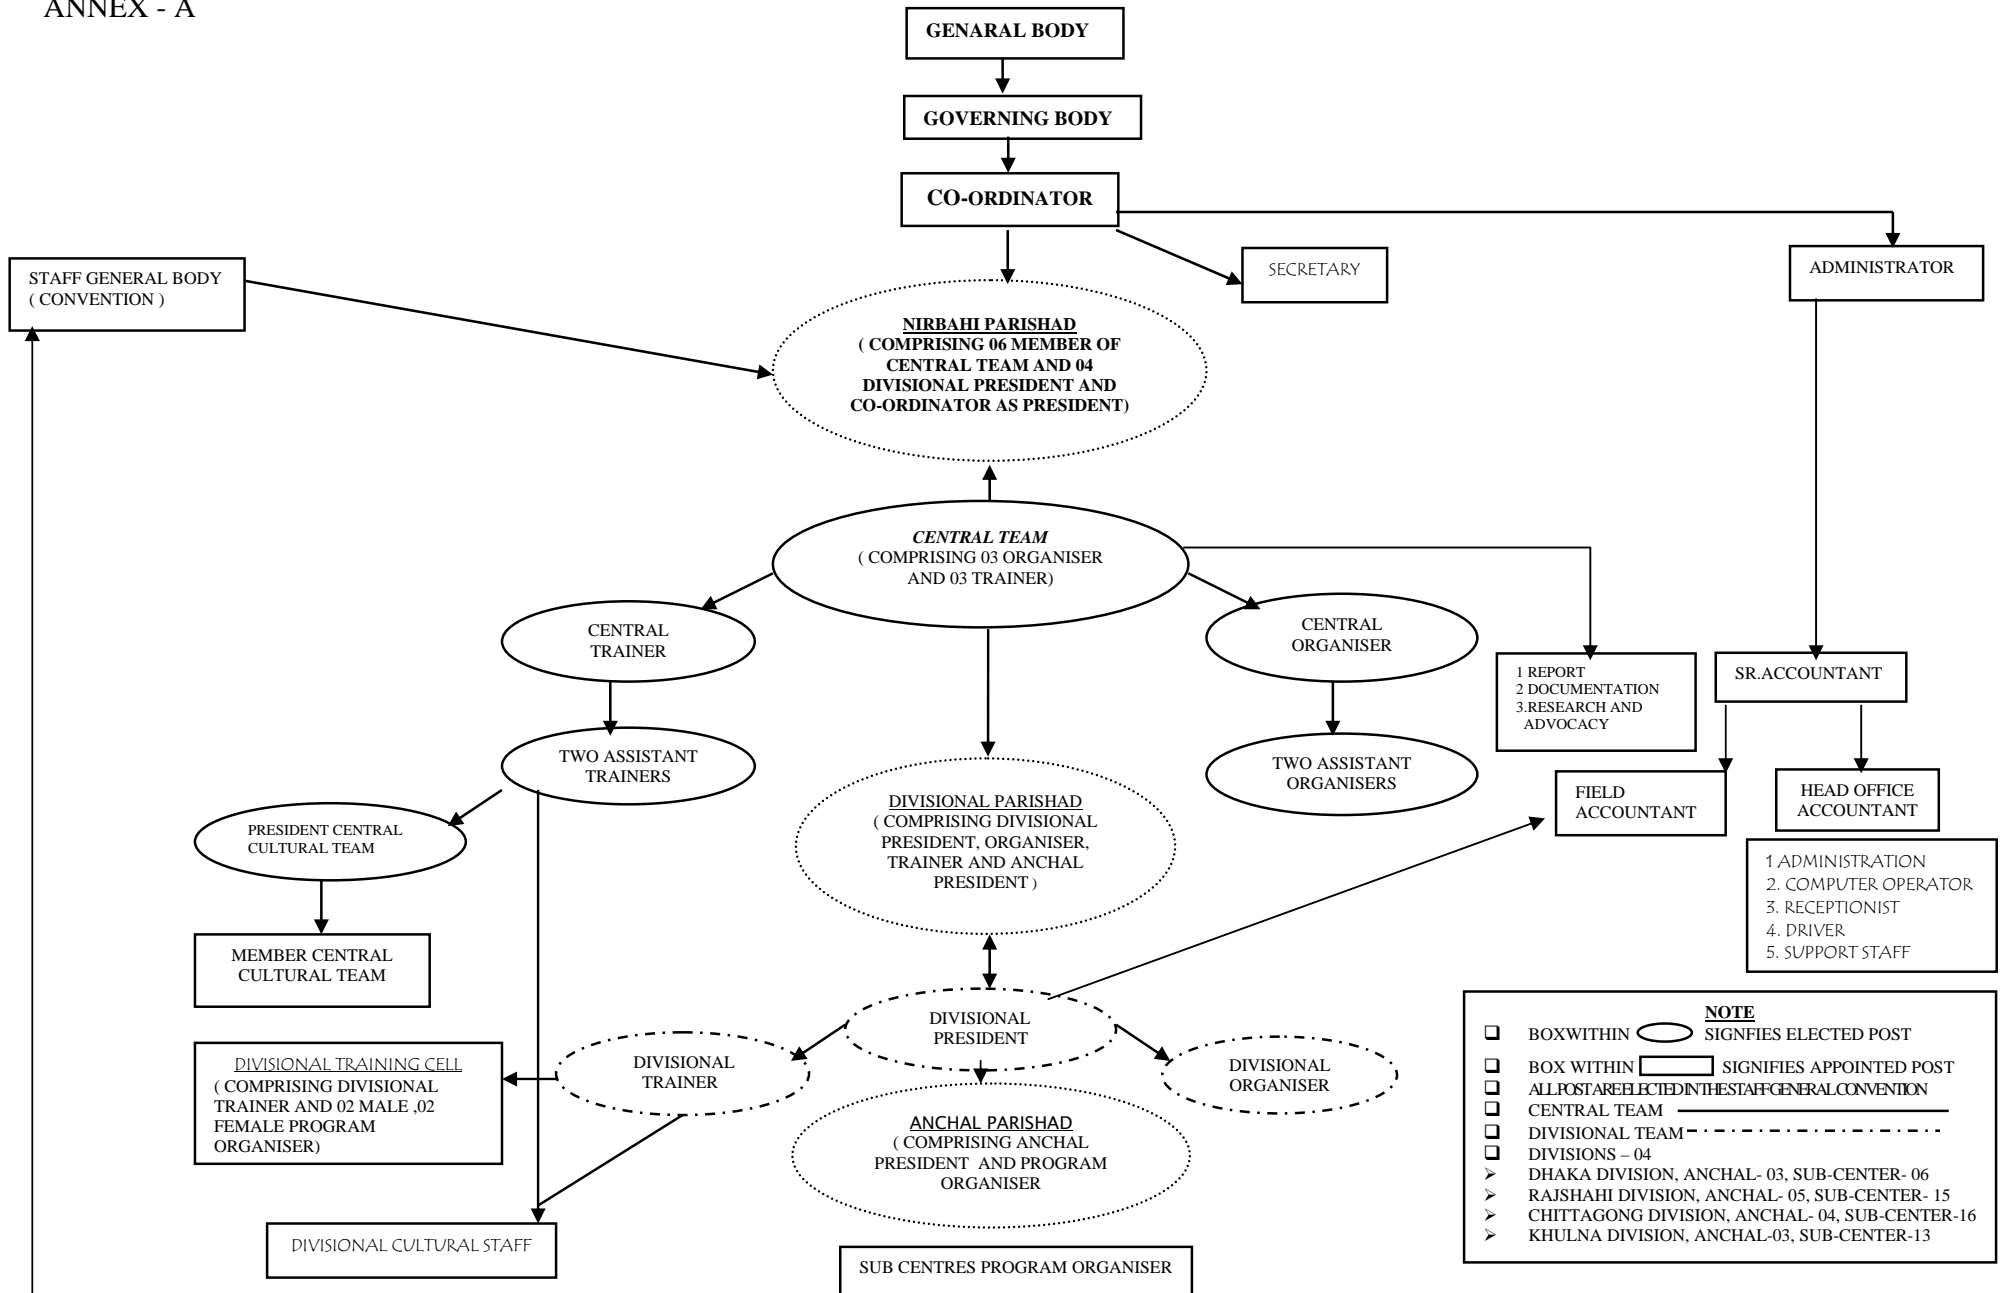 ANNEX - A
GENARAL BODY
GOVERNING BODY
CO-ORDINATOR
STAFF GENERAL BODY
( CONVENTION )
SECRETARY
ADMINISTRATOR
NIRBAHI PARISHAD
( COMPRISING 06 MEMBER OF
CENTRAL TEAM AND 04
DIVISIONAL PRESIDENT AND
CO-ORDINATOR AS PRESIDENT)
CENTRAL TEAM
( COMPRISING 03 ORGANISER
AND 03 TRAINER)
CENTRAL
TRAINER
CENTRAL
ORGANISER
1 REPORT
2 DOCUMENTATION
3.RESEARCH AND
ADVOCACY
SR.ACCOUNTANT
TWO ASSISTANT
TRAINERS
TWO ASSISTANT
ORGANISERS
FIELD
ACCOUNTANT
HEAD OFFICE
ACCOUNTANT
PRESIDENT CENTRAL
CULTURAL TEAM
DIVISIONAL PARISHAD
( COMPRISING DIVISIONAL
PRESIDENT, ORGANISER,
TRAINER AND ANCHAL
PRESIDENT )
1 ADMINISTRATION
2. COMPUTER OPERATOR
3. RECEPTIONIST
4. DRIVER
5. SUPPORT STAFF
MEMBER CENTRAL
CULTURAL TEAM
DIVISIONAL
PRESIDENT
DIVISIONAL TRAINING CELL
( COMPRISING DIVISIONAL
TRAINER AND 02 MALE ,02
FEMALE PROGRAM
ORGANISER)
DIVISIONAL
TRAINER
DIVISIONAL
ORGANISER
ANCHAL PARISHAD
( COMPRISING ANCHAL
PRESIDENT AND PROGRAM
ORGANISER
DIVISIONAL CULTURAL STAFF
SUB CENTRES PROGRAM ORGANISER
NOTE
❑ BOXWITHIN SIGNFIES ELECTED POST
❑ BOX WITHIN SIGNIFIES APPOINTED POST
❑ ALL POST ARE ELECTED IN THE STAFF GENERAL CONVENTION
❑ CENTRAL TEAM
❑ DIVISIONAL TEAM
❑ DIVISIONS – 04
➢ DHAKA DIVISION, ANCHAL- 03, SUB-CENTER- 06
➢ RAJSHAHI DIVISION, ANCHAL- 05, SUB-CENTER- 15
➢ CHITTAGONG DIVISION, ANCHAL- 04, SUB-CENTER-16
➢ KHULNA DIVISION, ANCHAL-03, SUB-CENTER-13